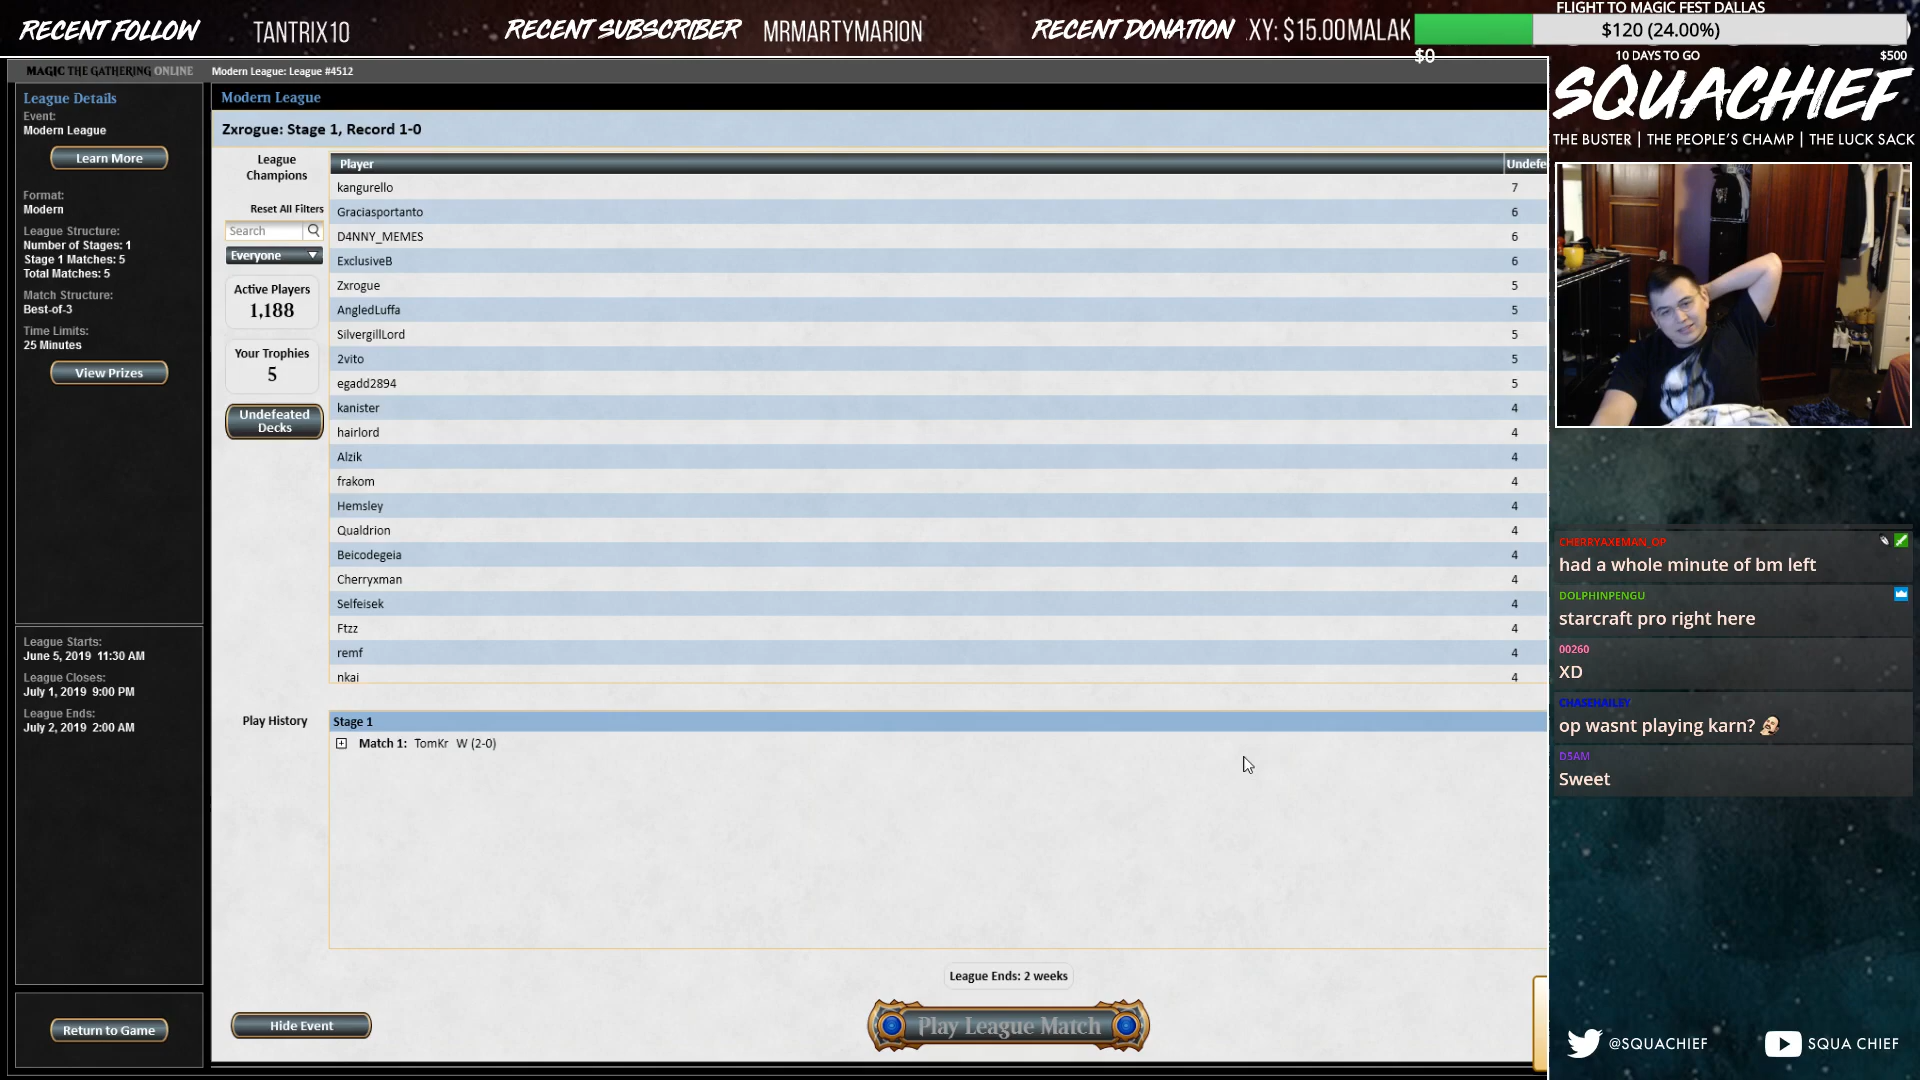 RECENT FOLLOW TANTRIX10 RECENT SUBSCRIBER MRMARTYMARION RECENT DONATION XY: $15.00MALAK
FLIGHT TO MAGIC FEST DALLAS
$120 (24.00%)
$0 10 DAYS TO GO $500
MAGIC THE GATHERING ONLINE Modern League: League #4512
League Details
Event:
Modern League
Learn More
Format:
Modern
League Structure:
Number of Stages: 1
Stage 1 Matches: 5
Total Matches: 5
Match Structure:
Best-of-3
Time Limits:
25 Minutes
View Prizes
League Starts:
June 5, 2019 11:30 AM
League Closes:
July 1, 2019 9:00 PM
League Ends:
July 2, 2019 2:00 AM
Return to Game
Modern League
Zxrogue: Stage 1, Record 1-0
League
Champions
Reset All Filters
Search
Everyone
Active Players
1,188
Your Trophies
5
Undefeated
Decks
Player Undefe
kangurello 7
Graciasportanto 6
D4NNY_MEMES 6
ExclusiveB 6
Zxrogue 5
AngledLuffa 5
SilvergillLord 5
2vito 5
egadd2894 5
kanister 4
hairlord 4
Alzik 4
frakom 4
Hemsley 4
Qualdrion 4
Beicodegeia 4
Cherryxman 4
Selfeisek 4
Ftzz 4
remf 4
nkai 4
Play History
Stage 1
Match 1: TomKr W (2-0)
League Ends: 2 weeks
Hide Event
Play League Match
SQUACHIEF
THE BUSTER | THE PEOPLE'S CHAMP | THE LUCK SACK
CHERRYAXEMAN_OP
had a whole minute of bm left
DOLPHINPENGU
starcraft pro right here
00260
XD
CHASEHAILEY
op wasnt playing karn?
D5AM
Sweet
@SQUACHIEF SQUA CHIEF